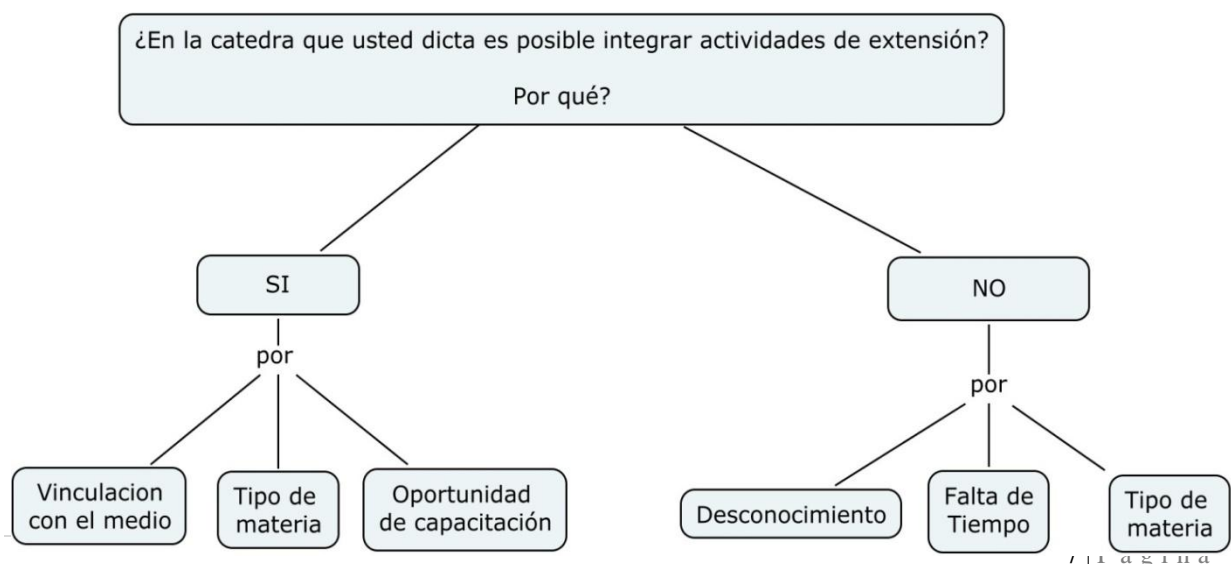 ¿En la catedra que usted dicta es posible integrar actividades de extensión?
Por qué?
SI
NO
por
por
Vinculacion
con el medio
Tipo de
materia
Oportunidad
de capacitación
Desconocimiento
Falta de
Tiempo
Tipo de
materia